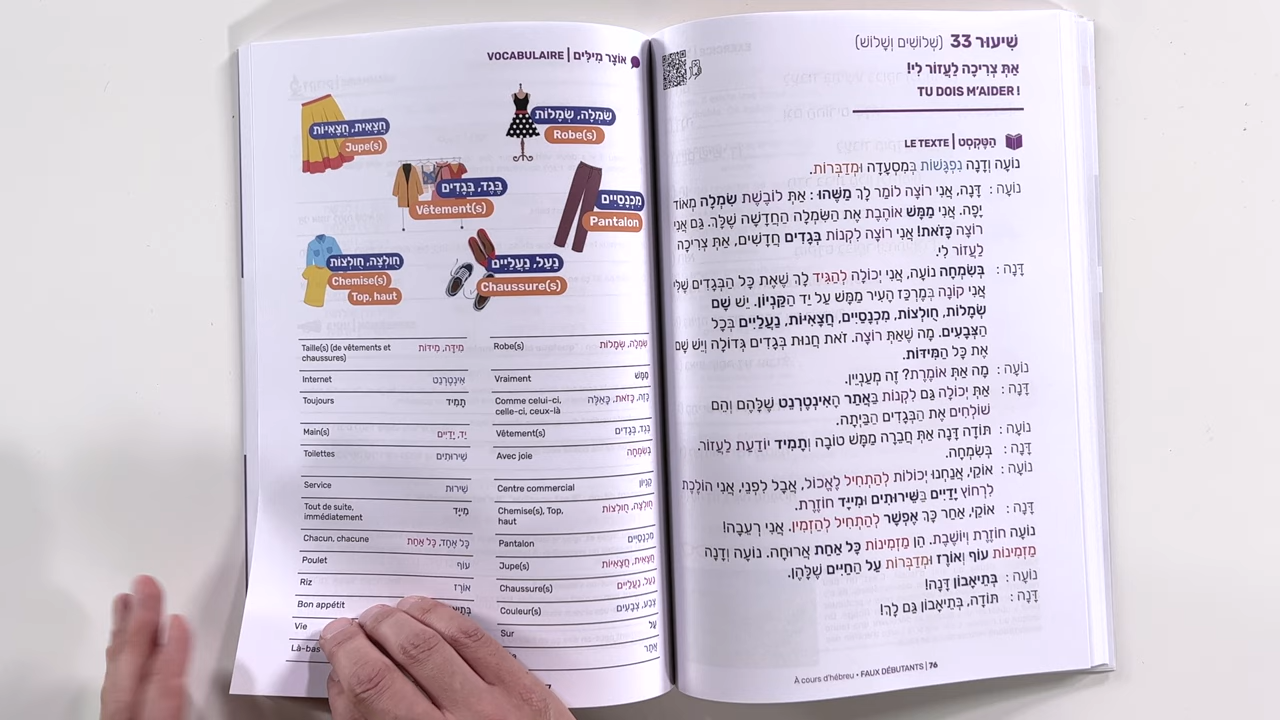 שִׁיעוּר 33 (שְׁלוֹשִׁים וְשָׁלוֹשׁ)
אַתְּ צְרִיכָה לַעֲזוֹר לִי!
TU DOIS M'AIDER !
הַטֶּקְסְט | LE TEXTE
נוֹעָה וְדָנָה נִפְגָּשׁוֹת בְּמִסְעָדָה וּמְדַבְּרוֹת.
נוֹעָה : דָּנָה, אֲנִי רוֹצָה לוֹמַר לָךְ מַשֶּׁהוּ : אַתְּ לוֹבֶשֶׁת שִׂמְלָה מְאוֹד
יָפָה. אֲנִי מַמָּשׁ אוֹהֶבֶת אֶת הַשִּׂמְלָה הַחֲדָשָׁה שֶׁלָּךְ. גַּם אֲנִי
רוֹצָה כָּזֹאת! אֲנִי רוֹצָה לִקְנוֹת בְּגָדִים חֲדָשִׁים, אַתְּ צְרִיכָה
לַעֲזוֹר לִי.
דָּנָה : בְּשִׂמְחָה נוֹעָה, אֲנִי יְכוֹלָה לְהַגִּיד לָךְ שֶׁאֶת כָּל הַבְּגָדִים שֶׁלִּי
אֲנִי קוֹנָה בְּמֶרְכַּז הָעִיר מַמָּשׁ עַל יַד הַקַּנְיוֹן. יֵשׁ שָׁם
שְׂמָלוֹת, חוּלְצוֹת, מִכְנָסַיִים, חֲצָאִיּוֹת, נַעֲלַיִים בְּכָל
הַצְּבָעִים. מָה שֶׁאַתְּ רוֹצָה. זֹאת חֲנוּת בְּגָדִים גְּדוֹלָה וְיֵשׁ שָׁם
אֶת כָּל הַמִּידּוֹת.
נוֹעָה : מָה אַתְּ אוֹמֶרֶת? זֶה מְעַנְיֵין.
דָּנָה : אַתְּ יְכוֹלָה גַּם לִקְנוֹת בַּאֲתַר הָאִינְטֶרְנֵט שֶׁלָּהֶם וְהֵם
שׁוֹלְחִים אֶת הַבְּגָדִים הַבַּיְתָה.
נוֹעָה : תּוֹדָה דָּנָה אַתְּ חֲבֵרָה מַמָּשׁ טוֹבָה וְתָמִיד יוֹדַעַת לַעֲזוֹר.
דָּנָה : בְּשִׂמְחָה.
נוֹעָה : אוֹקֵי, אֲנַחְנוּ יְכוֹלוֹת לְהַתְחִיל לֶאֱכוֹל, אֲבָל לִפְנֵי, אֲנִי הוֹלֶכֶת
לִרְחוֹץ יָדַיִים בַּשֵּׁירוּתִים וּמִיָּיד חוֹזֶרֶת.
דָּנָה : אוֹקֵי, אַחַר כָּךְ אֶפְשָׁר לְהַתְחִיל לְהַזְמִין. אֲנִי רְעֵבָה!
נוֹעָה חוֹזֶרֶת וְיוֹשֶׁבֶת. הֵן מַזְמִינוֹת כָּל אַחַת אֲרוּחָה. נוֹעָה וְדָנָה
מַזְמִינוֹת עוֹף וְאוֹרֶז וּמְדַבְּרוֹת עַל הַחַיִּים שֶׁלָּהֶן.
נוֹעָה : בְּתֵיאָבוֹן דָּנָה!
דָּנָה : תּוֹדָה, בְּתֵיאָבוֹן גַּם לָךְ!
À cours d'hébreu • FAUX DÉBUTANTS | 76
אוֹצַר מִילִּים | VOCABULAIRE
שִׂמְלָה, שְׂמָלוֹת
Robe(s)
חֲצָאִית, חֲצָאִיּוֹת
Jupe(s)
בֶּגֶד, בְּגָדִים
Vêtement(s)
מִכְנָסַיִים
Pantalon
חוּלְצָה, חוּלְצוֹת
Chemise(s)
Top, haut
נַעַל, נַעֲלַיִים
Chaussure(s)
Robe(s) שִׂמְלָה, שְׂמָלוֹת
Vraiment מַמָּשׁ
Comme celui-ci, כָּזֶה, כָּזֹאת, כָּאֵלֶּה
celle-ci, ceux-là
Vêtement(s) בֶּגֶד, בְּגָדִים
Avec joie בְּשִׂמְחָה
Centre commercial קַנְיוֹן
Chemise(s), Top, חוּלְצָה, חוּלְצוֹת
haut
Pantalon מִכְנָסַיִים
Jupe(s) חֲצָאִית, חֲצָאִיּוֹת
Chaussure(s) נַעַל, נַעֲלַיִים
Couleur(s) צֶבַע, צְבָעִים
Sur עַל
אֲתַר
Taille(s) (de vêtements et מִידָּה, מִידּוֹת
chaussures)
Internet אִינְטֶרְנֵט
Toujours תָּמִיד
Main(s) יָד, יָדַיִים
Toilettes שֵׁירוּתִים
Service שֵׁירוּת
Tout de suite, מִיָּיד
immédiatement
Chacun, chacune כָּל אֶחָד, כָּל אַחַת
Poulet עוֹף
Riz אוֹרֶז
Bon appétit
Vie
Là-bas